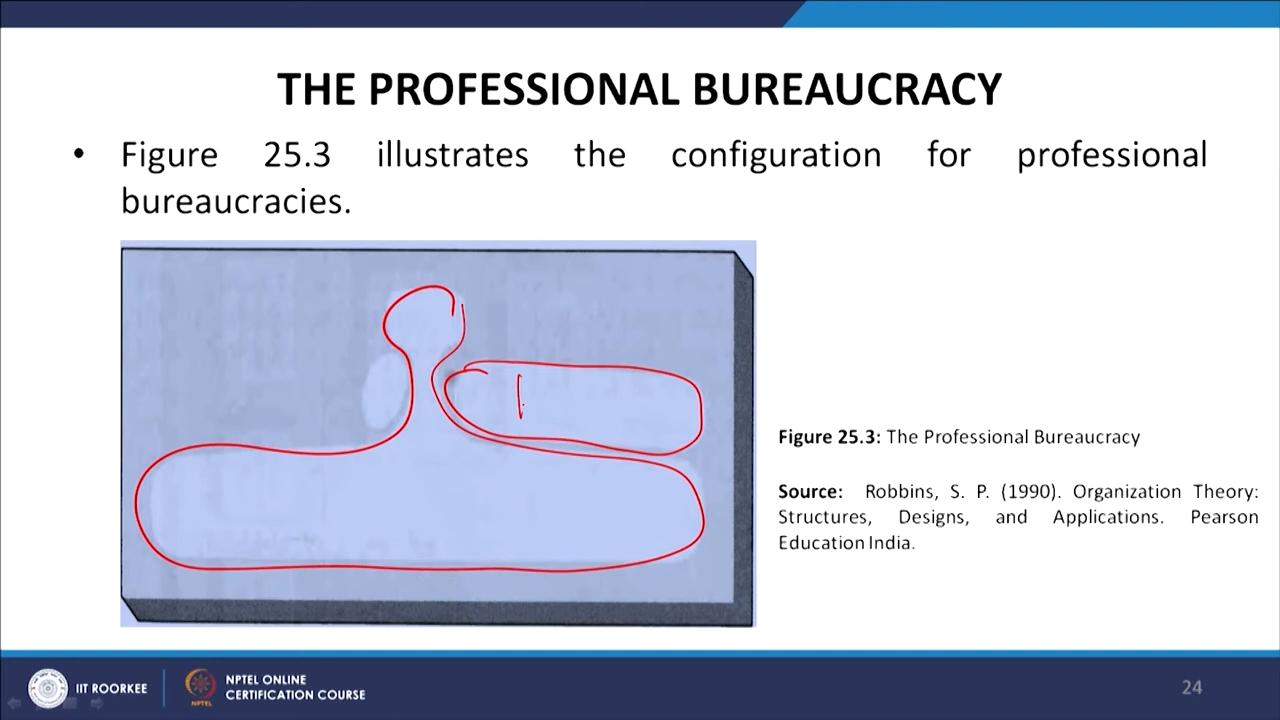 THE PROFESSIONAL BUREAUCRACY
• Figure 25.3 illustrates the configuration for professional
bureaucracies.
Figure 25.3: The Professional Bureaucracy
Source: Robbins, S. P. (1990). Organization Theory:
Structures, Designs, and Applications. Pearson
Education India.
IIT ROORKEE
NPTEL ONLINE
CERTIFICATION COURSE
NPTEL
24